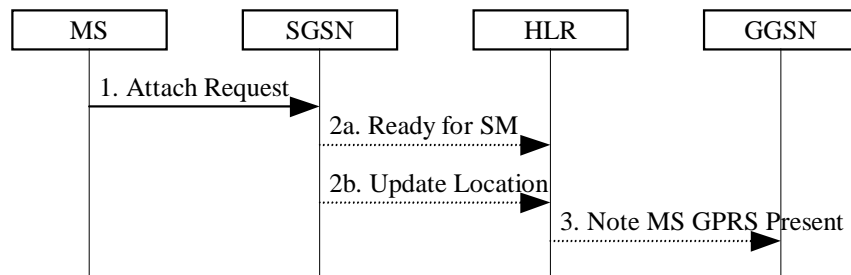 MS SGSN HLR GGSN
1. Attach Request
2a. Ready for SM
2b. Update Location
3. Note MS GPRS Present